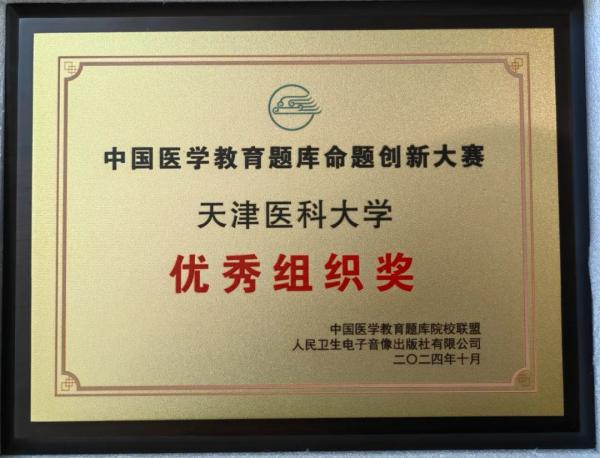 中国医学教育题库命题创新大赛
天津医科大学
优秀组织奖
中国医学教育题库院校联盟
人民卫生电子音像出版社有限公司
二〇二四年十月